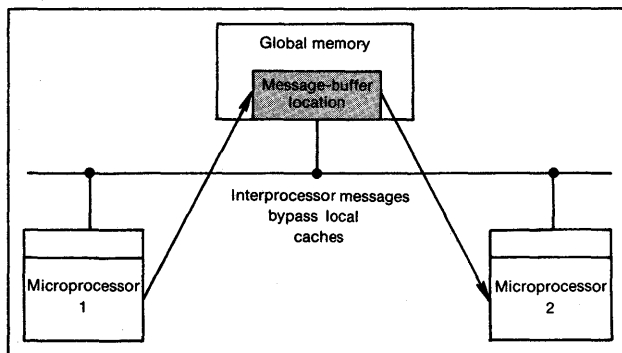 Global memory
Message-buffer
location
Interprocessor messages
bypass local
caches
Microprocessor
1
Microprocessor
2